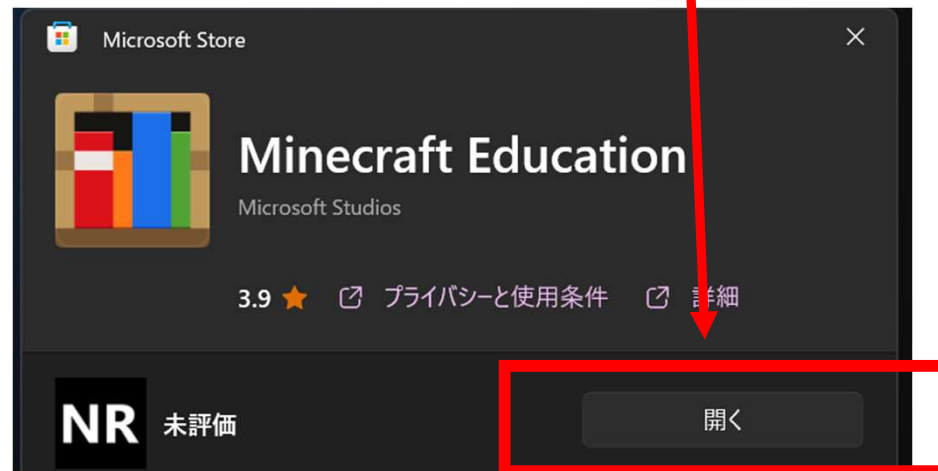 Microsoft Store
Minecraft Education
Microsoft Studios
3.9 プライバシーと使用条件 詳細
NR 未評価
開く